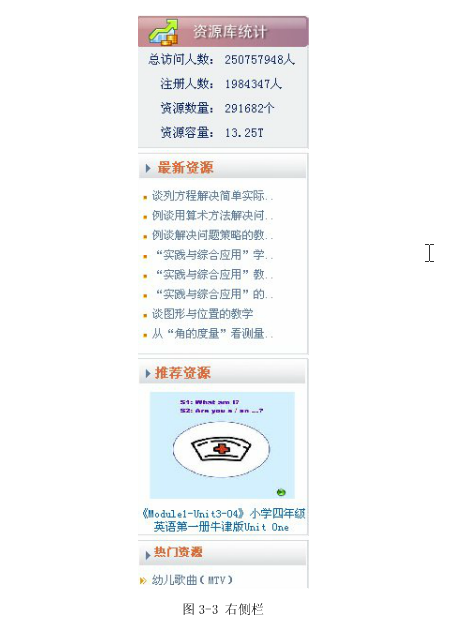 资源库统计
总访问人数： 250757948人
注册人数： 1984347人
资源数量： 291682个
资源容量： 13.25T
最新资源
谈列方程解决简单实际..
例谈用算术方法解决问..
例谈解决问题策略的教..
“实践与综合应用”学..
“实践与综合应用”教..
“实践与综合应用”的..
谈图形与位置的教学
从“角的度量”看测量..
推荐资源
S1: What am I?
S2: Are you a / an ...?
《Module1-Unit3-04》小学四年级
英语第一册牛津版Unit One
热门资源
幼儿歌曲（MTV）
图 3-3 右侧栏